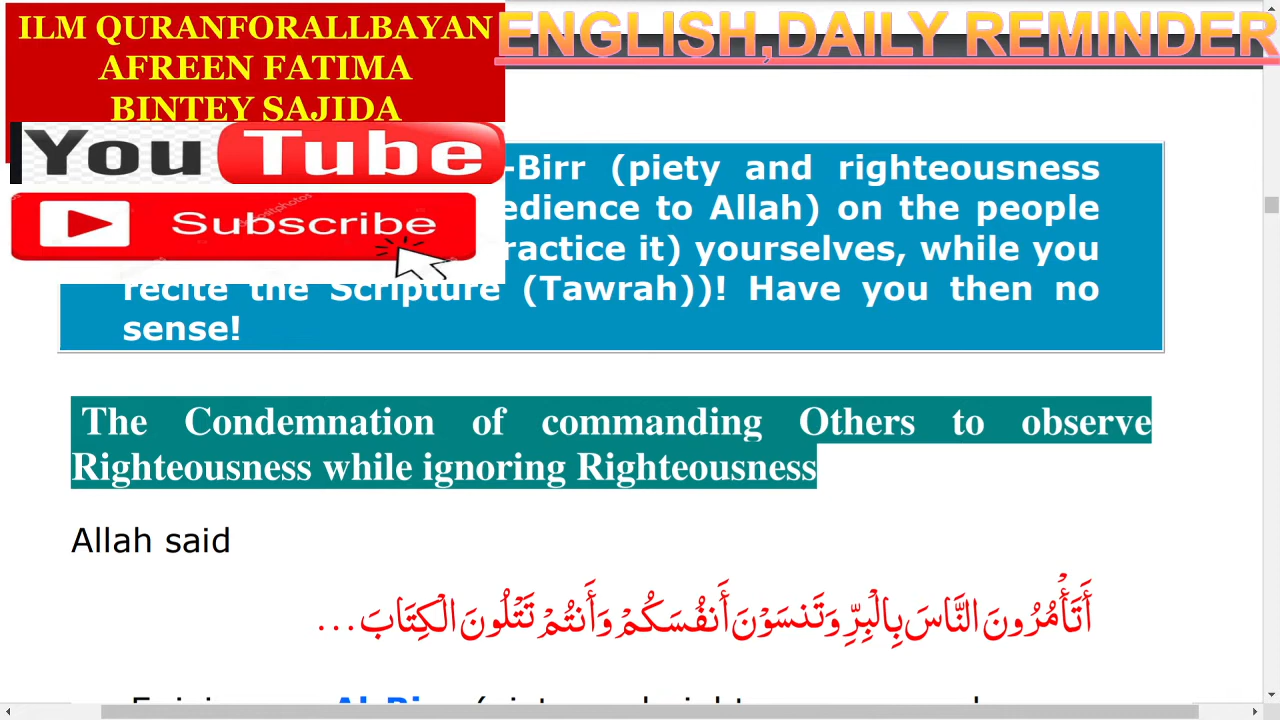 ILM QURANFORALLBAYAN
AFREEN FATIMA
BINTEY SAJIDA
ENGLISH,DAILY REMINDER
YouTube
Subscribe
depositphotos
-Birr (piety and righteousness
edience to Allah) on the people
ractice it) yourselves, while you
recite the Scripture (Tawrah))! Have you then no
sense!
The Condemnation of commanding Others to observe
Righteousness while ignoring Righteousness
Allah said
أَتَأْمُرُونَ النَّاسَ بِالْبِرِّ وَتَنسَوْنَ أَنفُسَكُمْ وَأَنتُمْ تَتْلُونَ الْكِتَابَ...